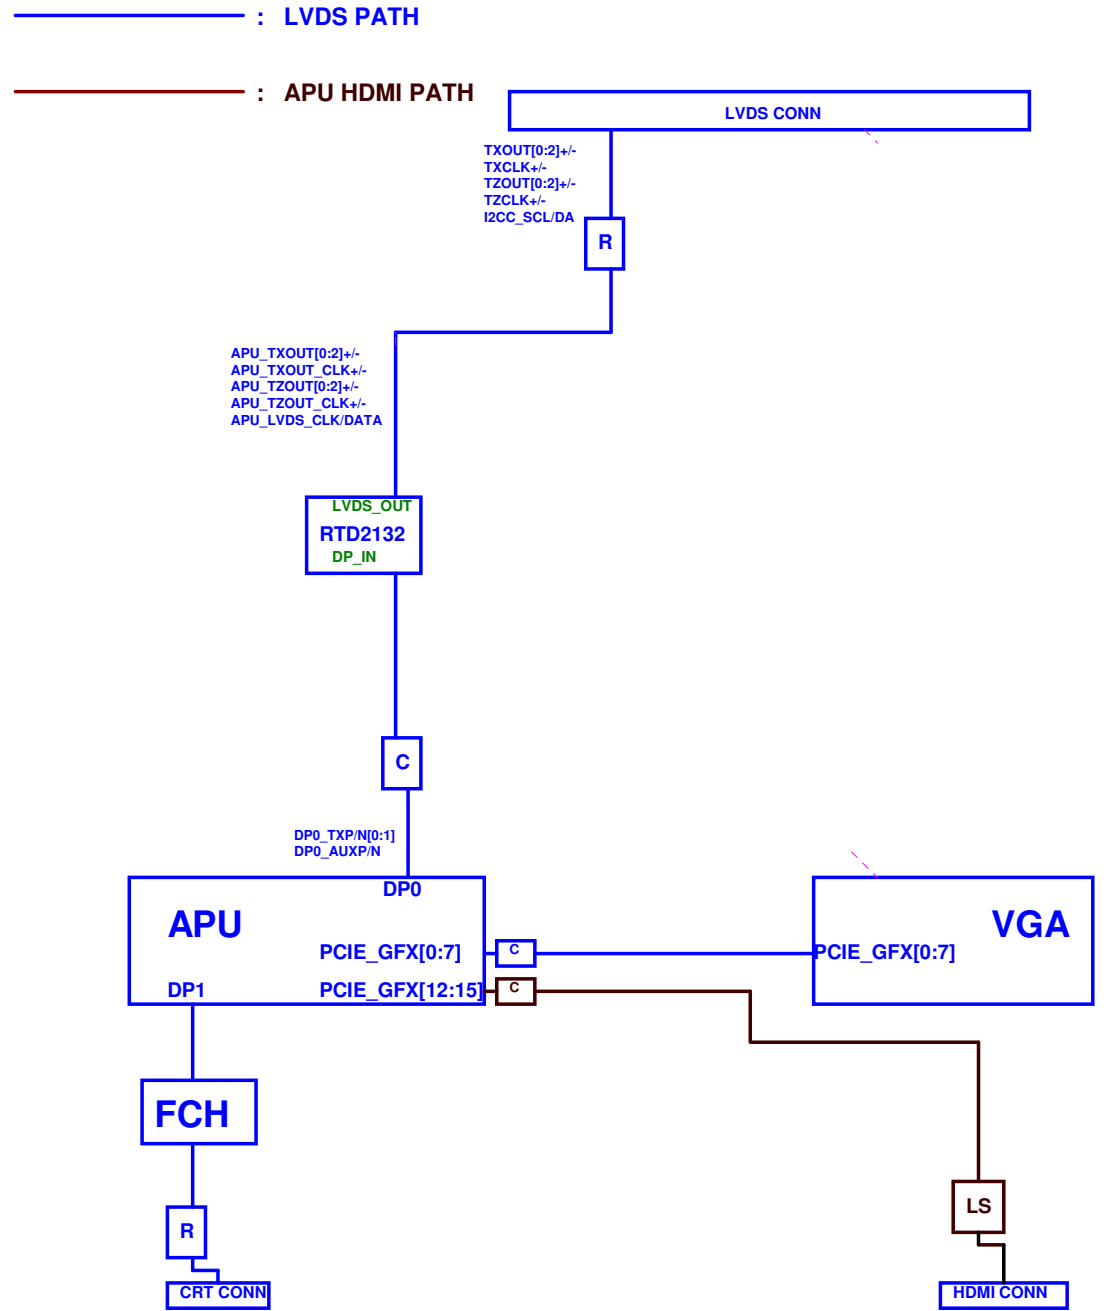 : LVDS PATH
: APU HDMI PATH
LVDS CONN
TXOUT[0:2]+/-
TXCLK+/-
TZOUT[0:2]+/-
TZCLK+/-
I2CC_SCL/DA
R
APU_TXOUT[0:2]+/-
APU_TXOUT_CLK+/-
APU_TZOUT[0:2]+/-
APU_TZOUT_CLK+/-
APU_LVDS_CLK/DATA
LVDS_OUT
RTD2132
DP_IN
C
DP0_TXP/N[0:1]
DP0_AUXP/N
DP0
APU
VGA
PCIE_GFX[0:7]
C
PCIE_GFX[0:7]
DP1
PCIE_GFX[12:15]
C
FCH
LS
R
CRT CONN
HDMI CONN